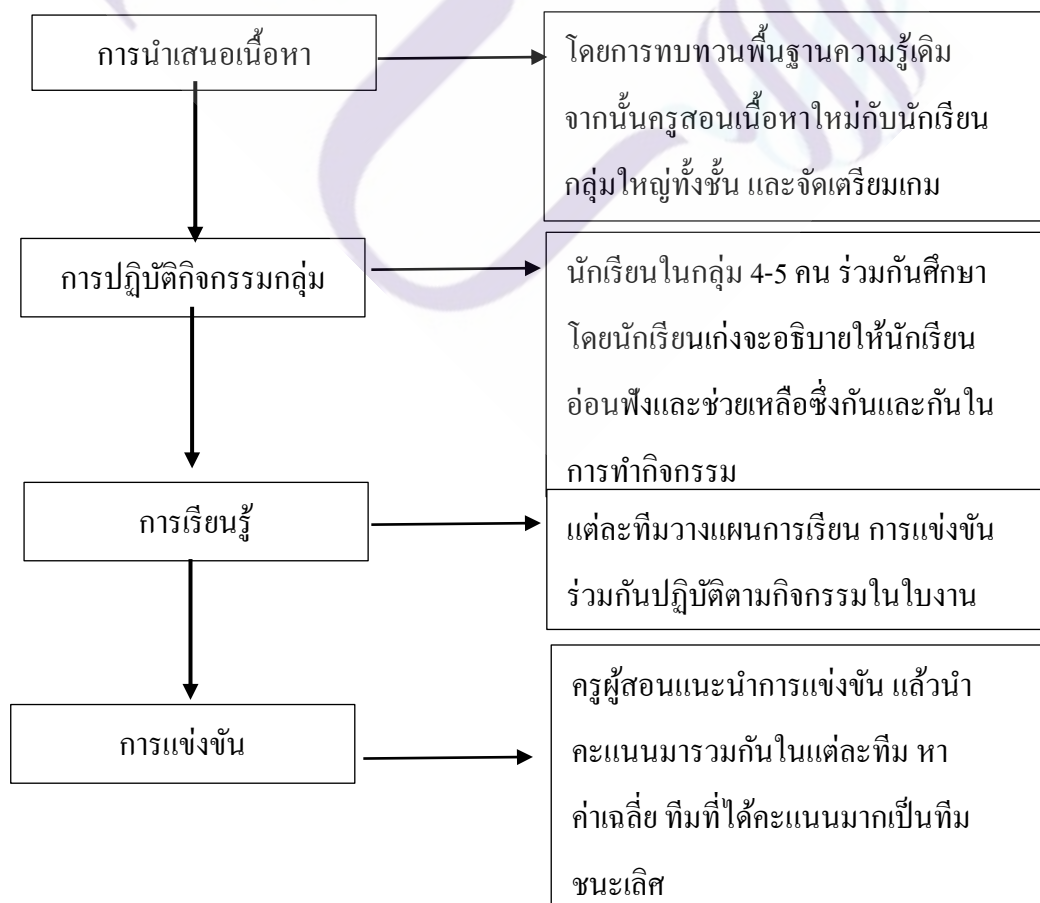 การนำเสนอเนื้อหา
โดยการทบทวนพื้นฐานความรู้เดิม
จากนั้นครูสอนเนื้อหาใหม่กับนักเรียน
กลุ่มใหญ่ทั้งชั้น และจัดเตรียมเกม
การปฏิบัติกิจกรรมกลุ่ม
นักเรียนในกลุ่ม 4-5 คน ร่วมกันศึกษา
โดยนักเรียนเก่งจะอธิบายให้นักเรียน
อ่อนฟังและช่วยเหลือซึ่งกันและกันใน
การทำกิจกรรม
การเรียนรู้
แต่ละทีมวางแผนการเรียน การแข่งขัน
ร่วมกันปฏิบัติตามกิจกรรมในใบงาน
การแข่งขัน
ครูผู้สอนแนะนำการแข่งขัน แล้วนำ
คะแนนมารวมกันในแต่ละทีม หา
ค่าเฉลี่ย ทีมที่ได้คะแนนมากเป็นทีม
ชนะเลิศ